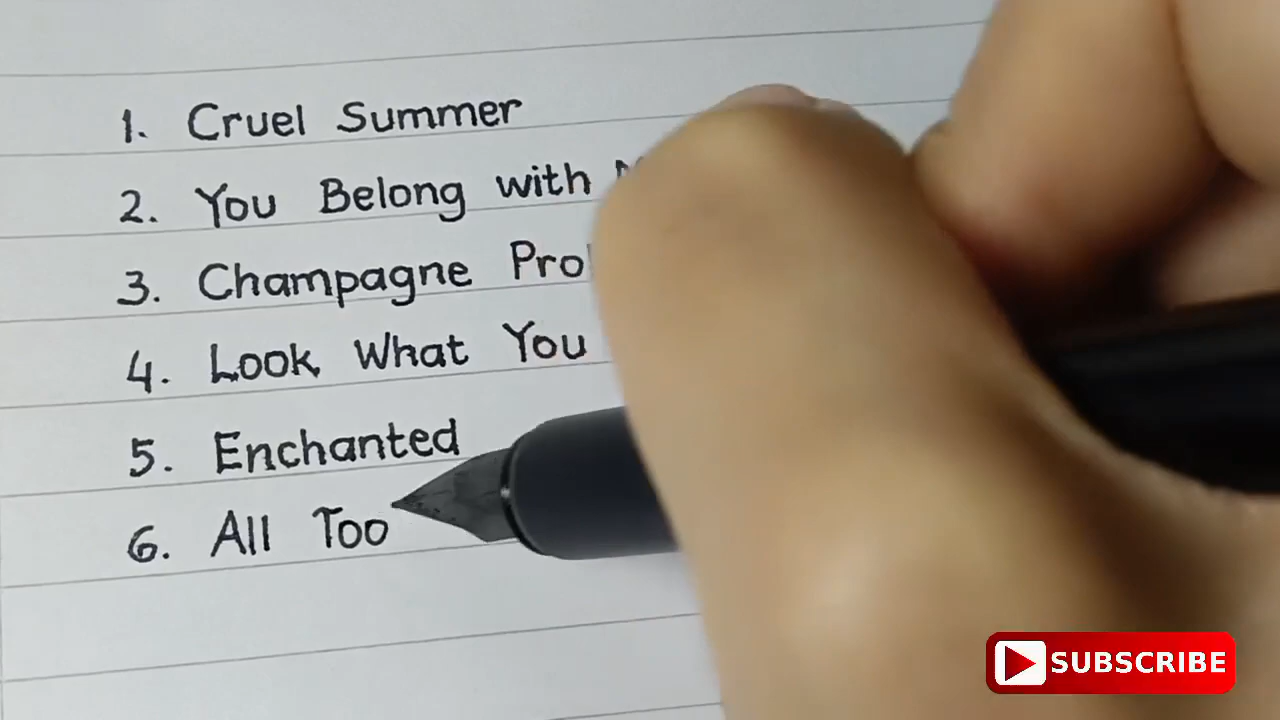 1. Cruel Summer
2. You Belong with
3. Champagne Pro
4. Look What You
5. Enchanted
6. All Too
SUBSCRIBE